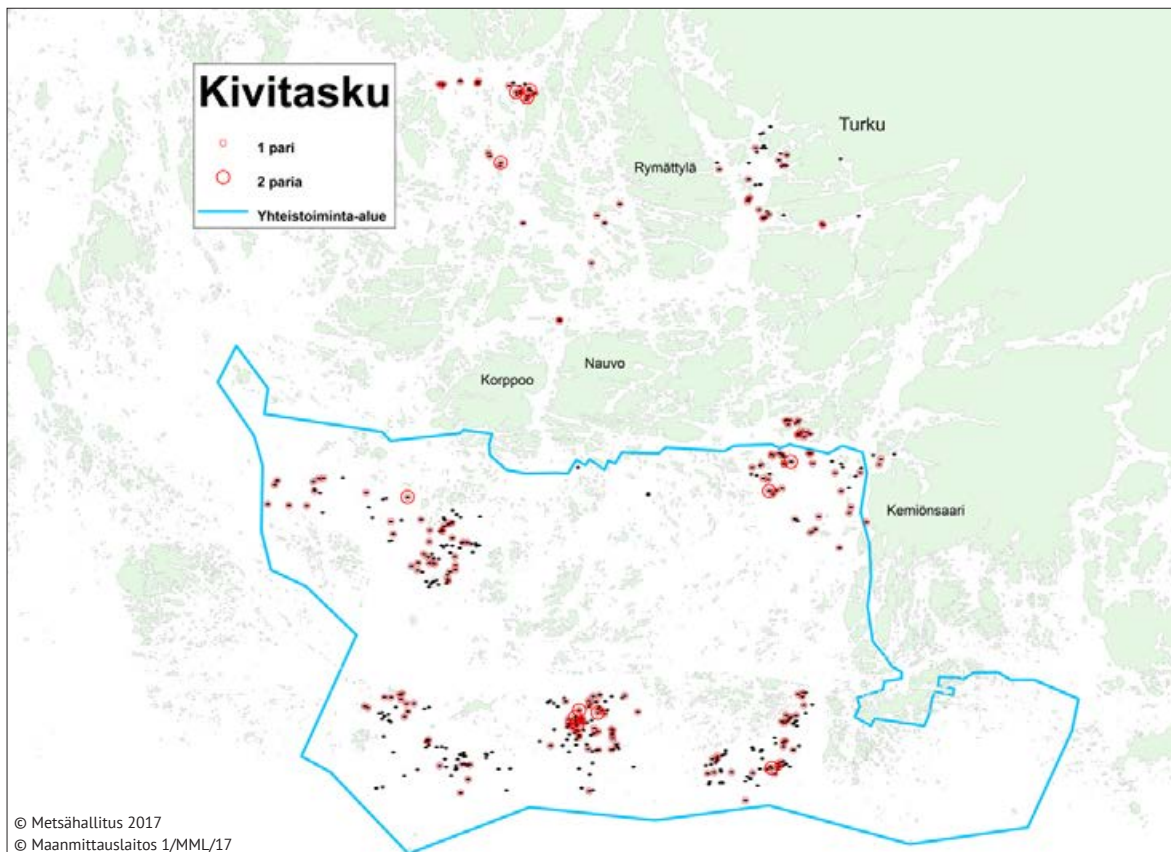 Kivitasku
1 pari
2 paria
Yhteistoiminta-alue
Turku
Rymättylä
Nauvo
Korppoo
Kemiönsaari
© Metsähallitus 2017
© Maanmittauslaitos 1/MML/17